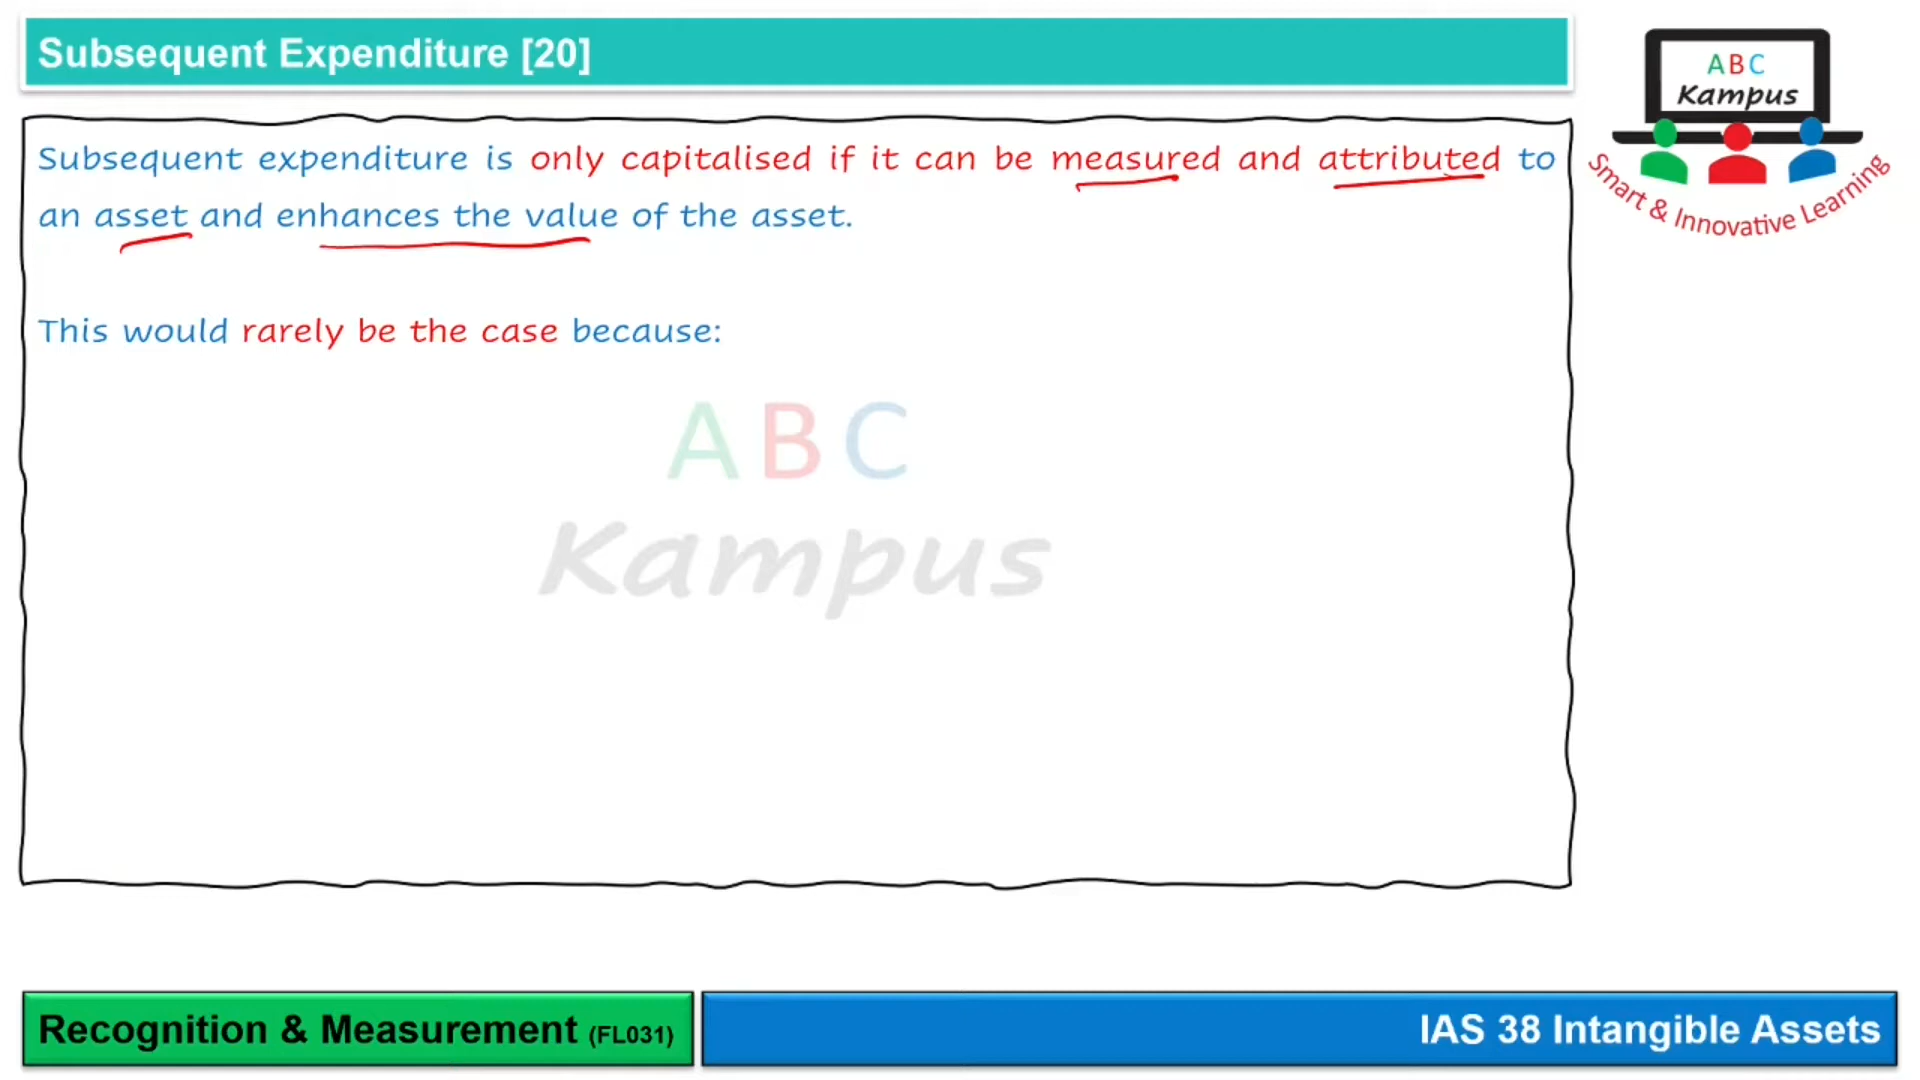 Subsequent Expenditure [20]
ABC
Kampus
Smart & Innovative Learning
Subsequent expenditure is only capitalised if it can be measured and attributed to
an asset and enhances the value of the asset.
This would rarely be the case because:
ABC
Kampus
Recognition & Measurement (FL031)
IAS 38 Intangible Assets